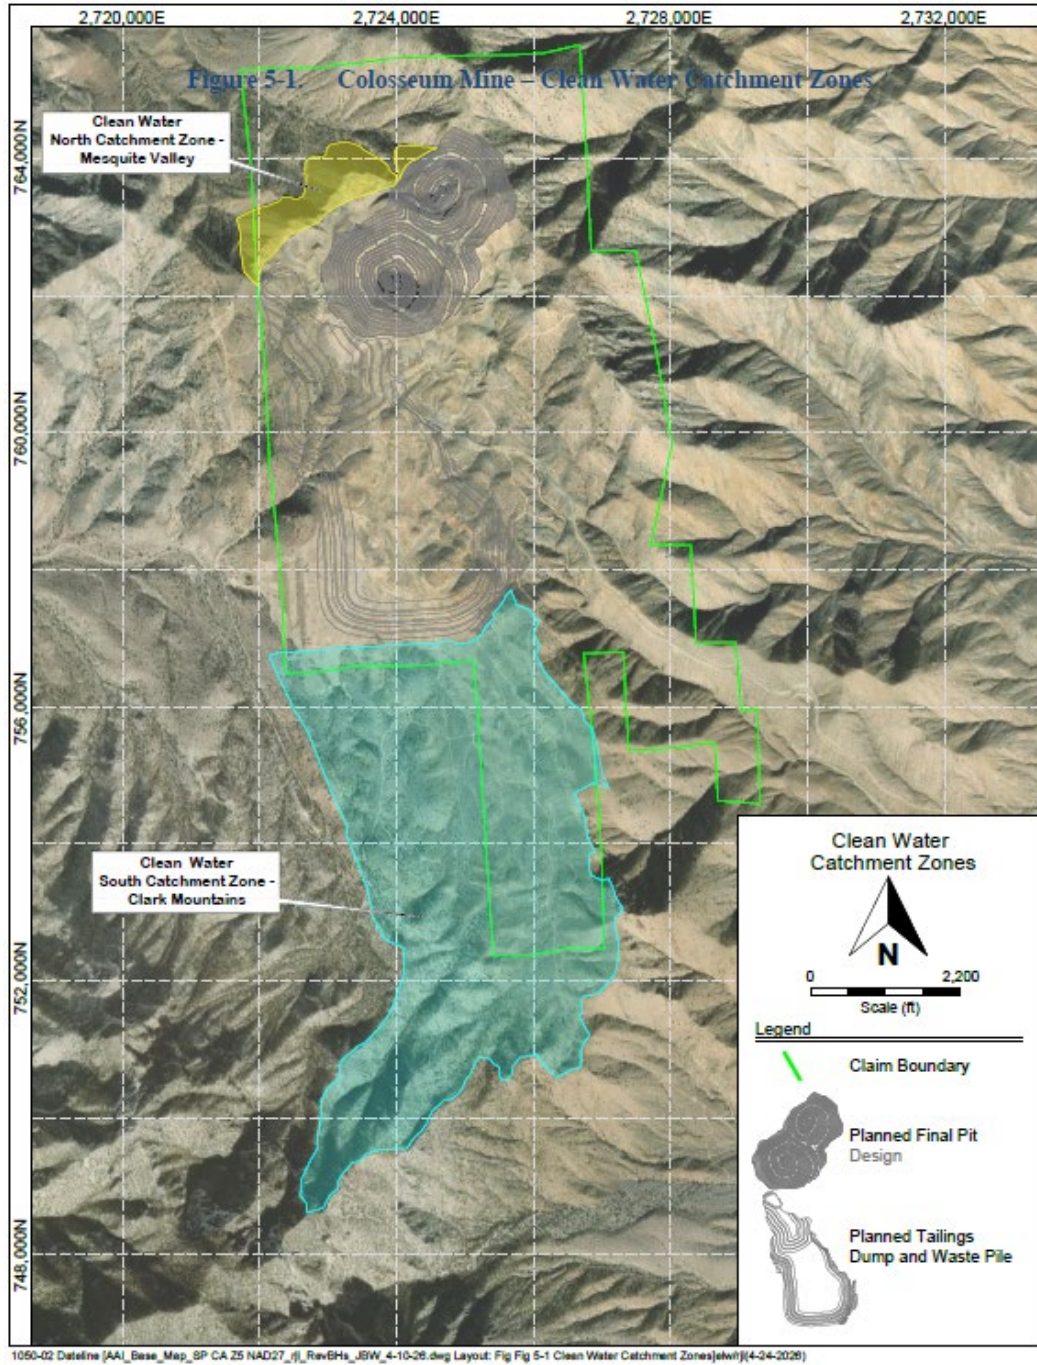 2,720,000E 2,724,000E 2,728,000E 2,732,000E
Figure 5-1. Colosseum Mine – Clean Water Catchment Zones
Clean Water
North Catchment Zone -
Mesquite Valley
764,000N
760,000N
756,000N
Clean Water
South Catchment Zone -
Clark Mountains
752,000N
748,000N
Clean Water
Catchment Zones
N
0 2,200
Scale (ft)
Legend
Claim Boundary
Planned Final Pit
Design
Planned Tailings
Dump and Waste Pile
1050-02 Dateline [AAI_Base_Map_SP CA Z5 NAD27_rjl_RevBHs_JBW_4-10-26.dwg Layout: Fig Fig 5-1 Clean Water Catchment Zones]elw/rjl(4-24-2026)